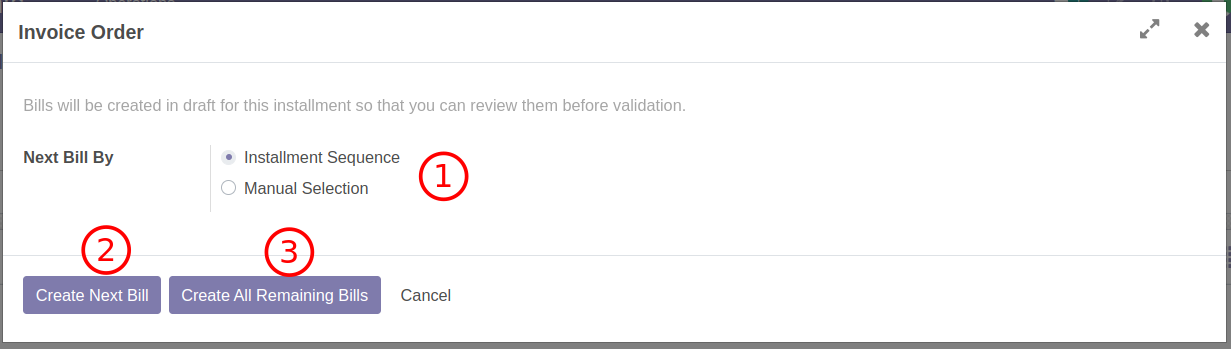 Invoice Order
Bills will be created in draft for this installment so that you can review them before validation.
Next Bill By
Installment Sequence
1
Manual Selection
2
3
Create Next Bill
Create All Remaining Bills
Cancel